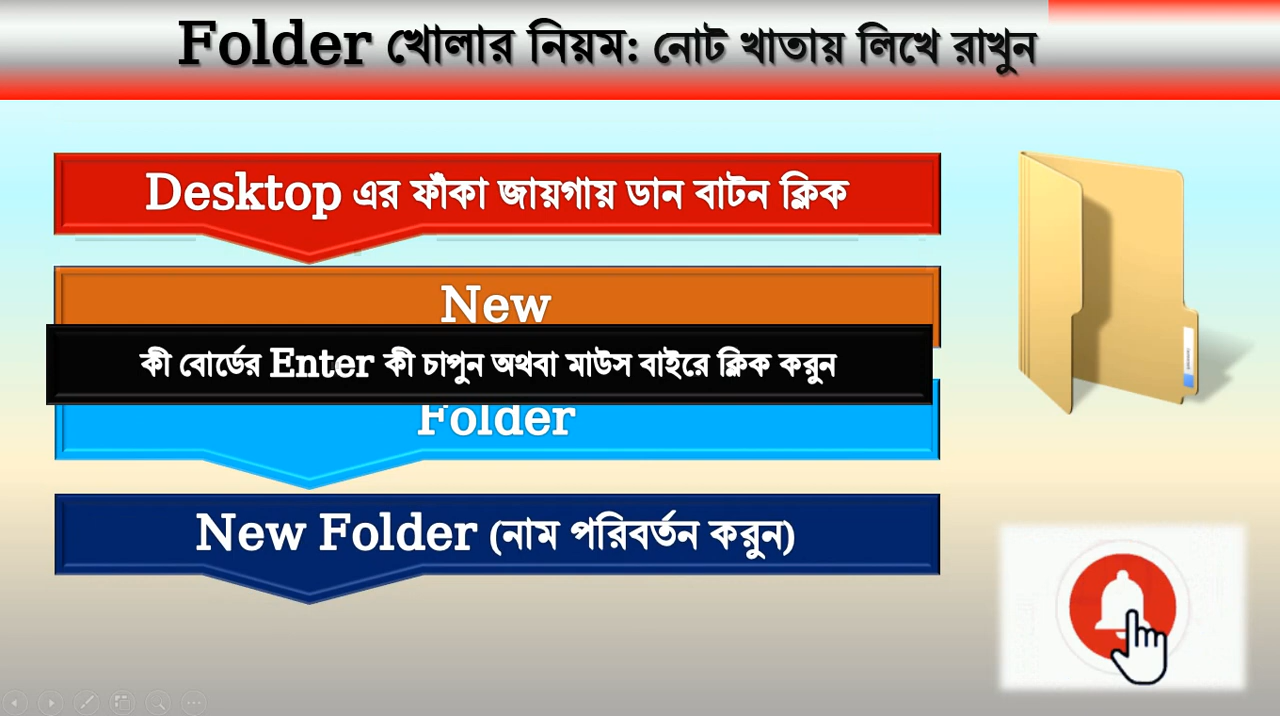 Folder খোলার নিয়ম: নোট খাতায় লিখে রাখুন
Desktop এর ফাঁকা জায়গায় ডান বাটন ক্লিক
New
কী বোর্ডের Enter কী চাপুন অথবা মাউস বাইরে ক্লিক করুন
Folder
New Folder (নাম পরিবর্তন করুন)